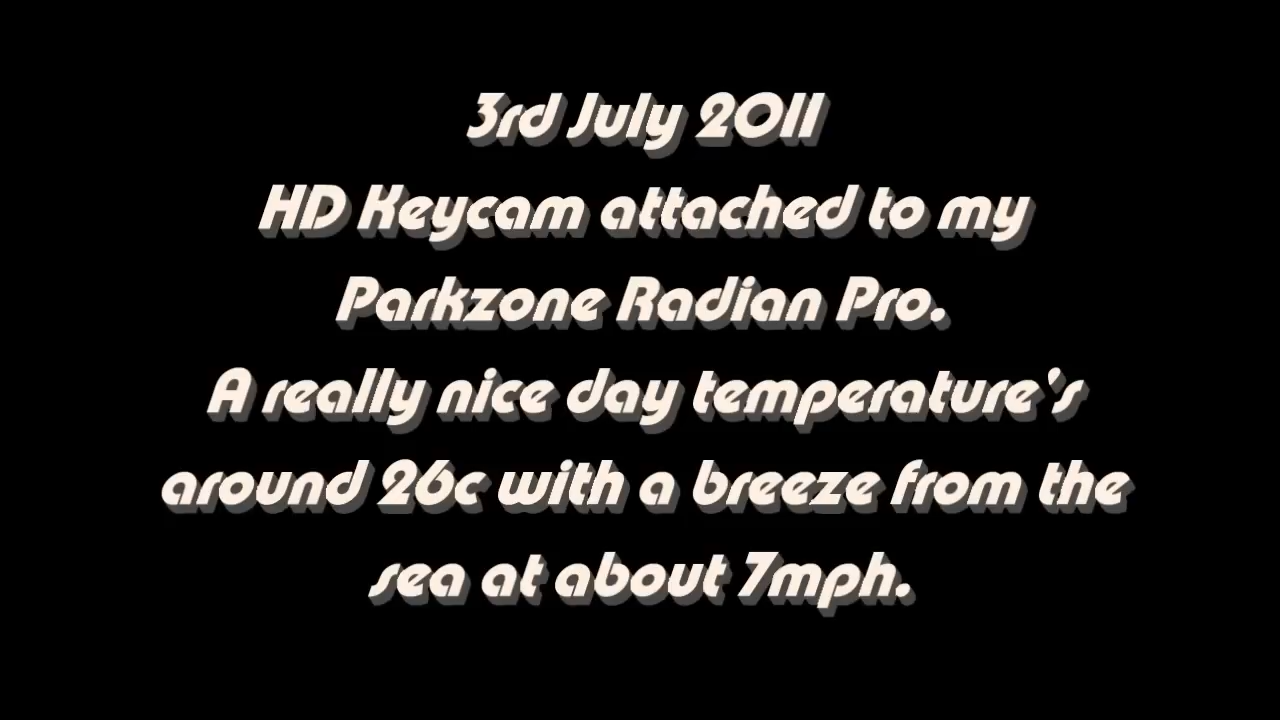 3rd July 2011
HD Keycam attached to my
Parkzone Radian Pro.
A really nice day temperature's
around 26c with a breeze from the
sea at about 7mph.